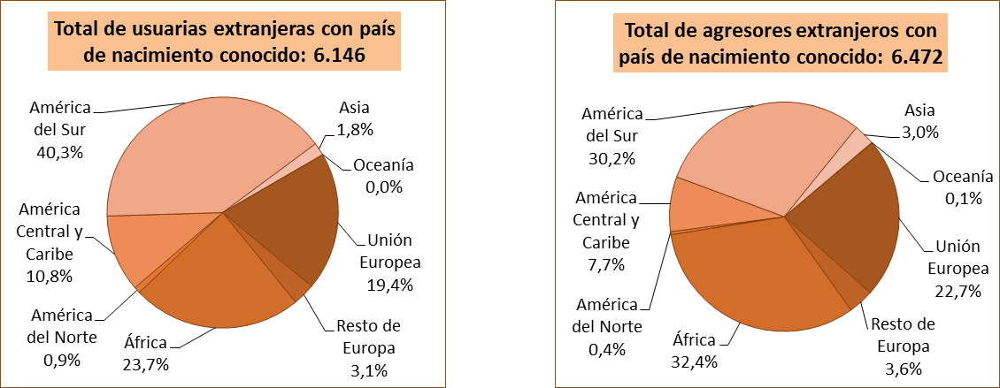 Total de usuarias extranjeras con país
de nacimiento conocido: 6.146
América
del Sur
40,3%
Asia
1,8%
Oceanía
0,0%
Unión
Europea
19,4%
Resto de
Europa
3,1%
África
23,7%
América
del Norte
0,9%
América
Central y
Caribe
10,8%
Total de agresores extranjeros con
país de nacimiento conocido: 6.472
América
del Sur
30,2%
Asia
3,0%
Oceanía
0,1%
Unión
Europea
22,7%
Resto de
Europa
3,6%
África
32,4%
América
del Norte
0,4%
América
Central y
Caribe
7,7%